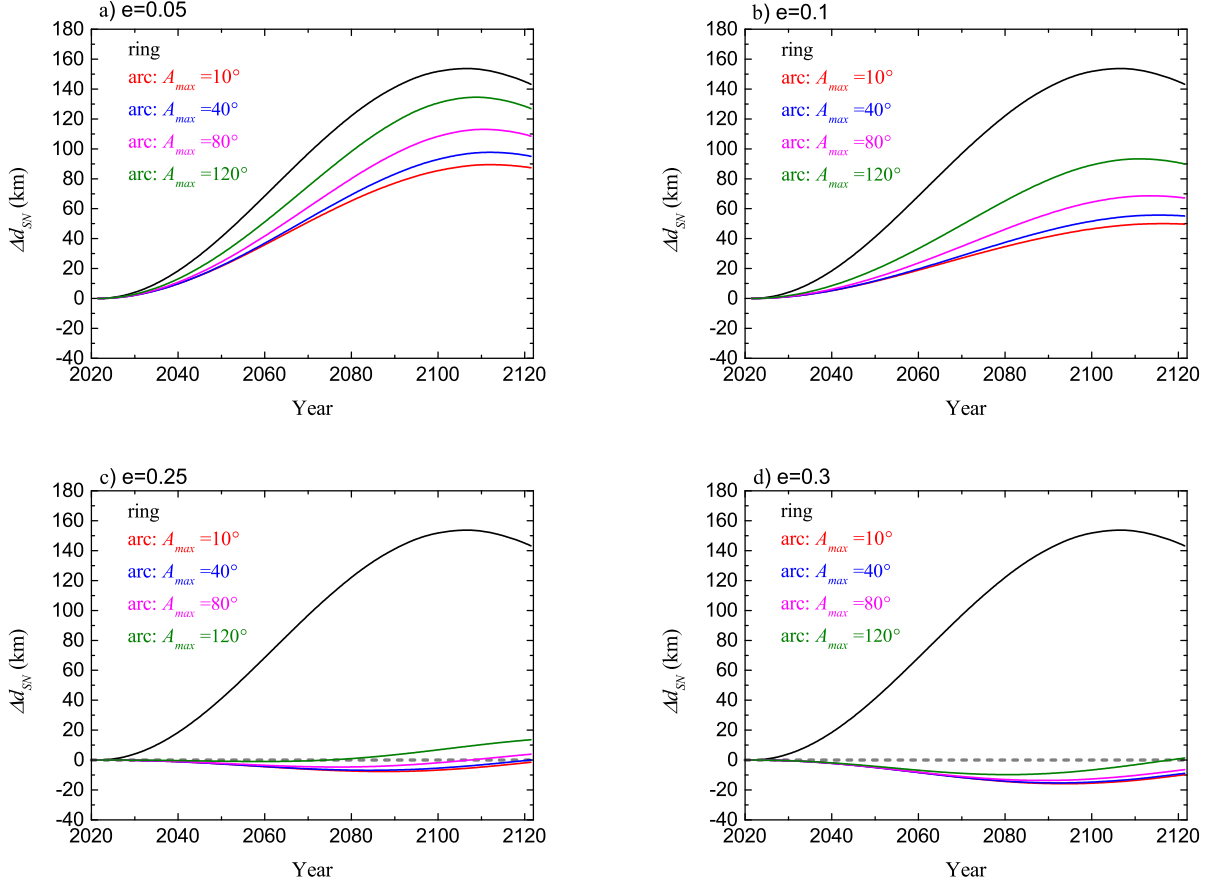 a) e=0.05
180
160
140
120
100
80
60
40
20
0
-20
-40
Δd_SN (km)
ring
arc: A_max =10°
arc: A_max =40°
arc: A_max =80°
arc: A_max =120°
2020 2040 2060 2080 2100 2120
Year
b) e=0.1
180
160
140
120
100
80
60
40
20
0
-20
-40
Δd_SN (km)
ring
arc: A_max =10°
arc: A_max =40°
arc: A_max =80°
arc: A_max =120°
2020 2040 2060 2080 2100 2120
Year
c) e=0.25
180
160
140
120
100
80
60
40
20
0
-20
-40
Δd_SN (km)
ring
arc: A_max =10°
arc: A_max =40°
arc: A_max =80°
arc: A_max =120°
2020 2040 2060 2080 2100 2120
Year
d) e=0.3
180
160
140
120
100
80
60
40
20
0
-20
-40
Δd_SN (km)
ring
arc: A_max =10°
arc: A_max =40°
arc: A_max =80°
arc: A_max =120°
2020 2040 2060 2080 2100 2120
Year